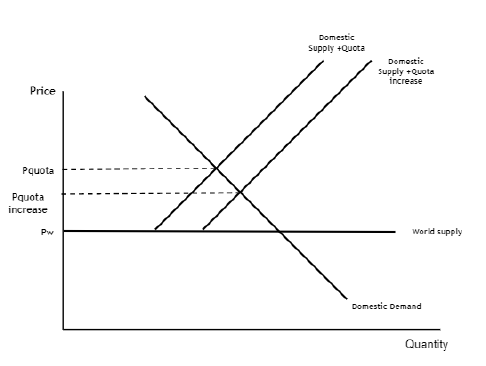 Domestic
Supply +Quota
Domestic
Supply +Quota
increase
Price
Pquota
Pquota
increase
Pw
World supply
Domestic Demand
Quantity